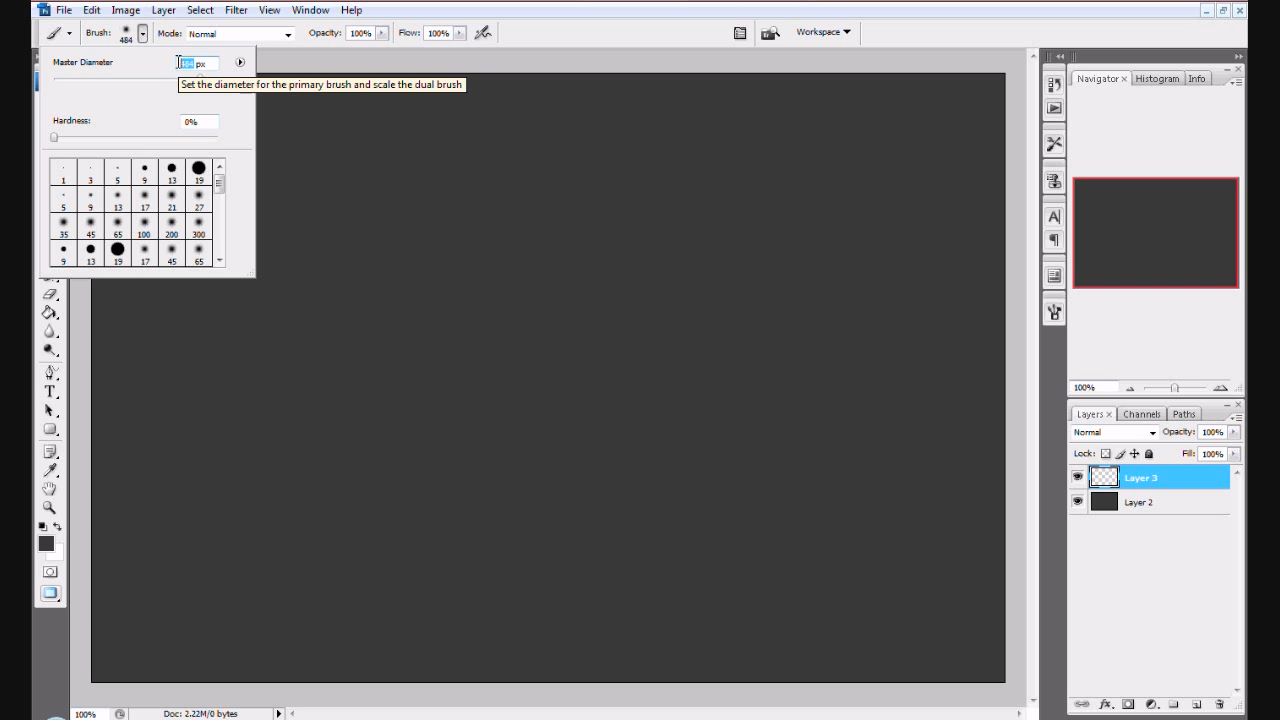 File Edit Image Layer Select Filter View Window Help
Brush: 484 Mode: Normal Opacity: 100% Flow: 100% Workspace
Master Diameter 484 px
Set the diameter for the primary brush and scale the dual brush
Hardness: 0%
1 3 5 9 13 19
5 9 13 17 21 27
35 45 65 100 200 300
9 13 19 17 45 65
Navigator Histogram Info
100%
Layers Channels Paths
Normal Opacity: 100%
Lock: Fill: 100%
Layer 3
Layer 2
100% Doc: 2.22M/0 bytes